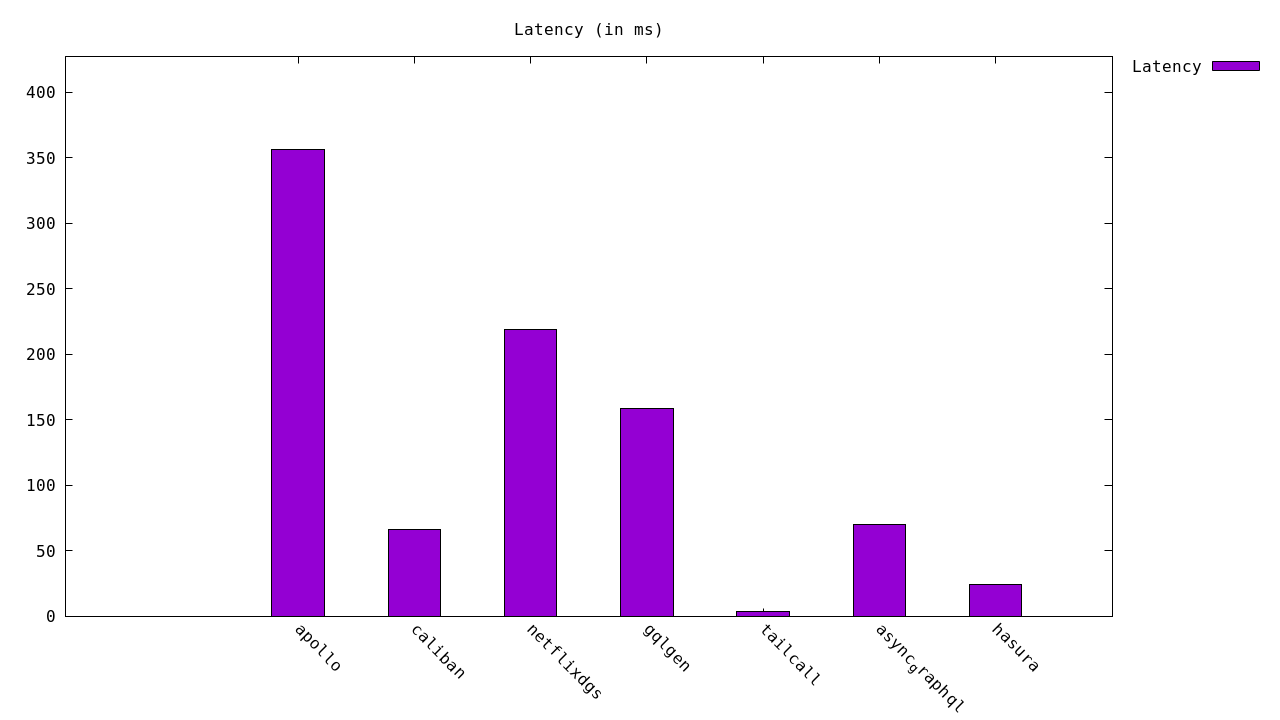 Latency (in ms)
Latency
400
350
300
250
200
150
100
50
0
apollo
caliban
netflixdgs
gqlgen
tailcall
asyncgraphql
hasura